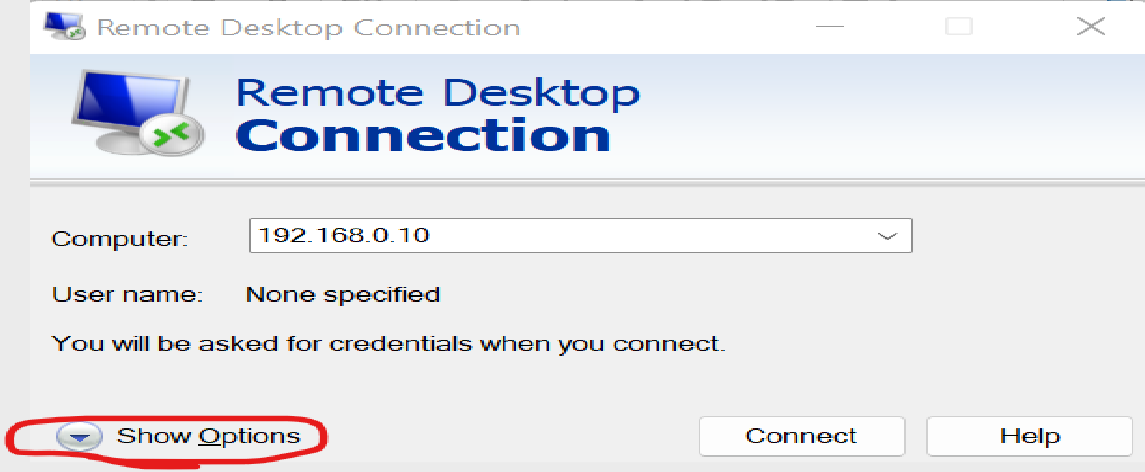 Remote Desktop Connection
Remote Desktop
Connection
Computer: 192.168.0.10
User name: None specified
You will be asked for credentials when you connect.
Show Options Connect Help